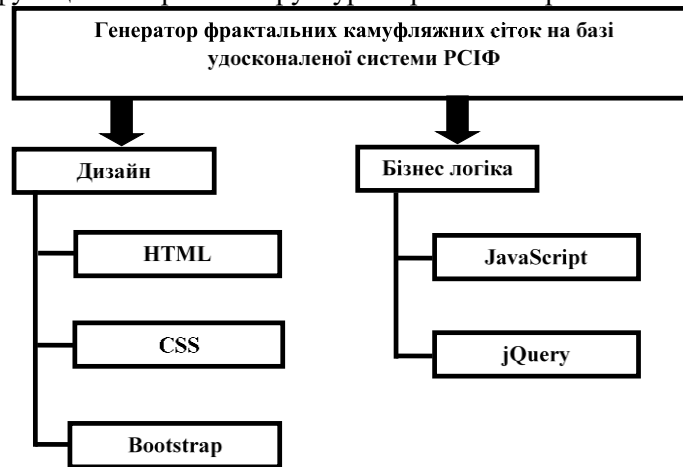 Генератор фрактальних камуфляжних сіток на базі
удосконаленої системи РСІФ
Дизайн
Бізнес логіка
HTML
JavaScript
CSS
jQuery
Bootstrap